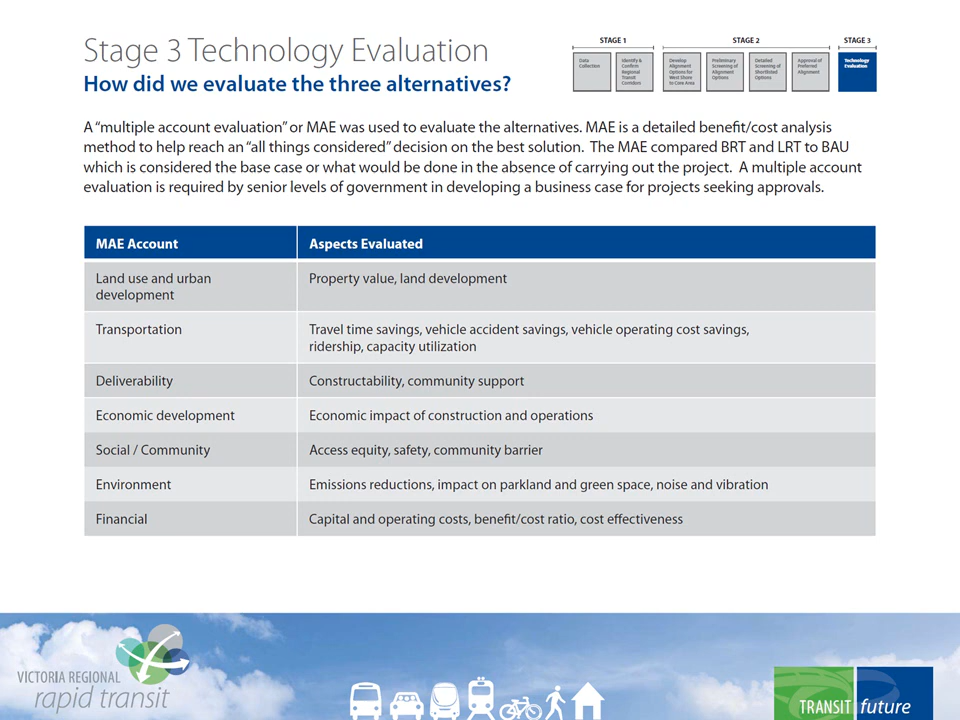 Stage 3 Technology Evaluation
How did we evaluate the three alternatives?
STAGE 1
STAGE 2
STAGE 3
Data
Collection
Identify &
Confirm
Regional
Transit
Corridors
Develop
Alignment
Options for
West Shore
to Core Area
Preliminary
Screening of
Alignment
Options
Detailed
Screening of
Shortlisted
Options
Approval of
Preferred
Alignment
Technology
Evaluation
A “multiple account evaluation” or MAE was used to evaluate the alternatives. MAE is a detailed benefit/cost analysis
method to help reach an “all things considered” decision on the best solution.  The MAE compared BRT and LRT to BAU
which is considered the base case or what would be done in the absence of carrying out the project.  A multiple account
evaluation is required by senior levels of government in developing a business case for projects seeking approvals.
MAE Account
Aspects Evaluated
Land use and urban
development
Property value, land development
Transportation
Travel time savings, vehicle accident savings, vehicle operating cost savings,
ridership, capacity utilization
Deliverability
Constructability, community support
Economic development
Economic impact of construction and operations
Social / Community
Access equity, safety, community barrier
Environment
Emissions reductions, impact on parkland and green space, noise and vibration
Financial
Capital and operating costs, benefit/cost ratio, cost effectiveness
VICTORIA REGIONAL
rapid transit
TRANSIT future